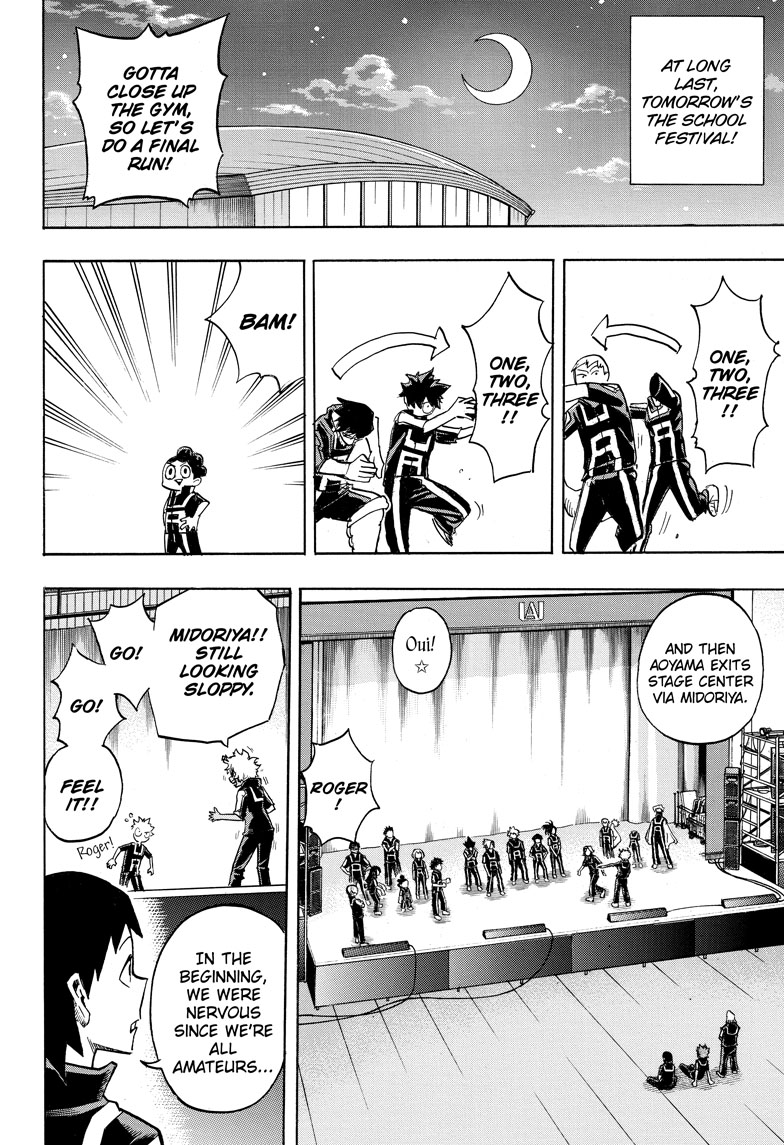 AT LONG
LAST,
TOMORROW'S
THE SCHOOL
FESTIVAL!
GOTTA
CLOSE UP
THE GYM,
SO LET'S
DO A FINAL
RUN!
ONE,
TWO,
THREE
!!
ONE,
TWO,
THREE
!!
BAM!
AND THEN
AOYAMA EXITS
STAGE CENTER
VIA MIDORIYA.
Oui!
☆
ROGER
!
MIDORIYA!!
STILL
LOOKING
SLOPPY.
GO!
GO!
FEEL
IT!!
Roger!
IN THE
BEGINNING,
WE WERE
NERVOUS
SINCE WE'RE
ALL
AMATEURS...